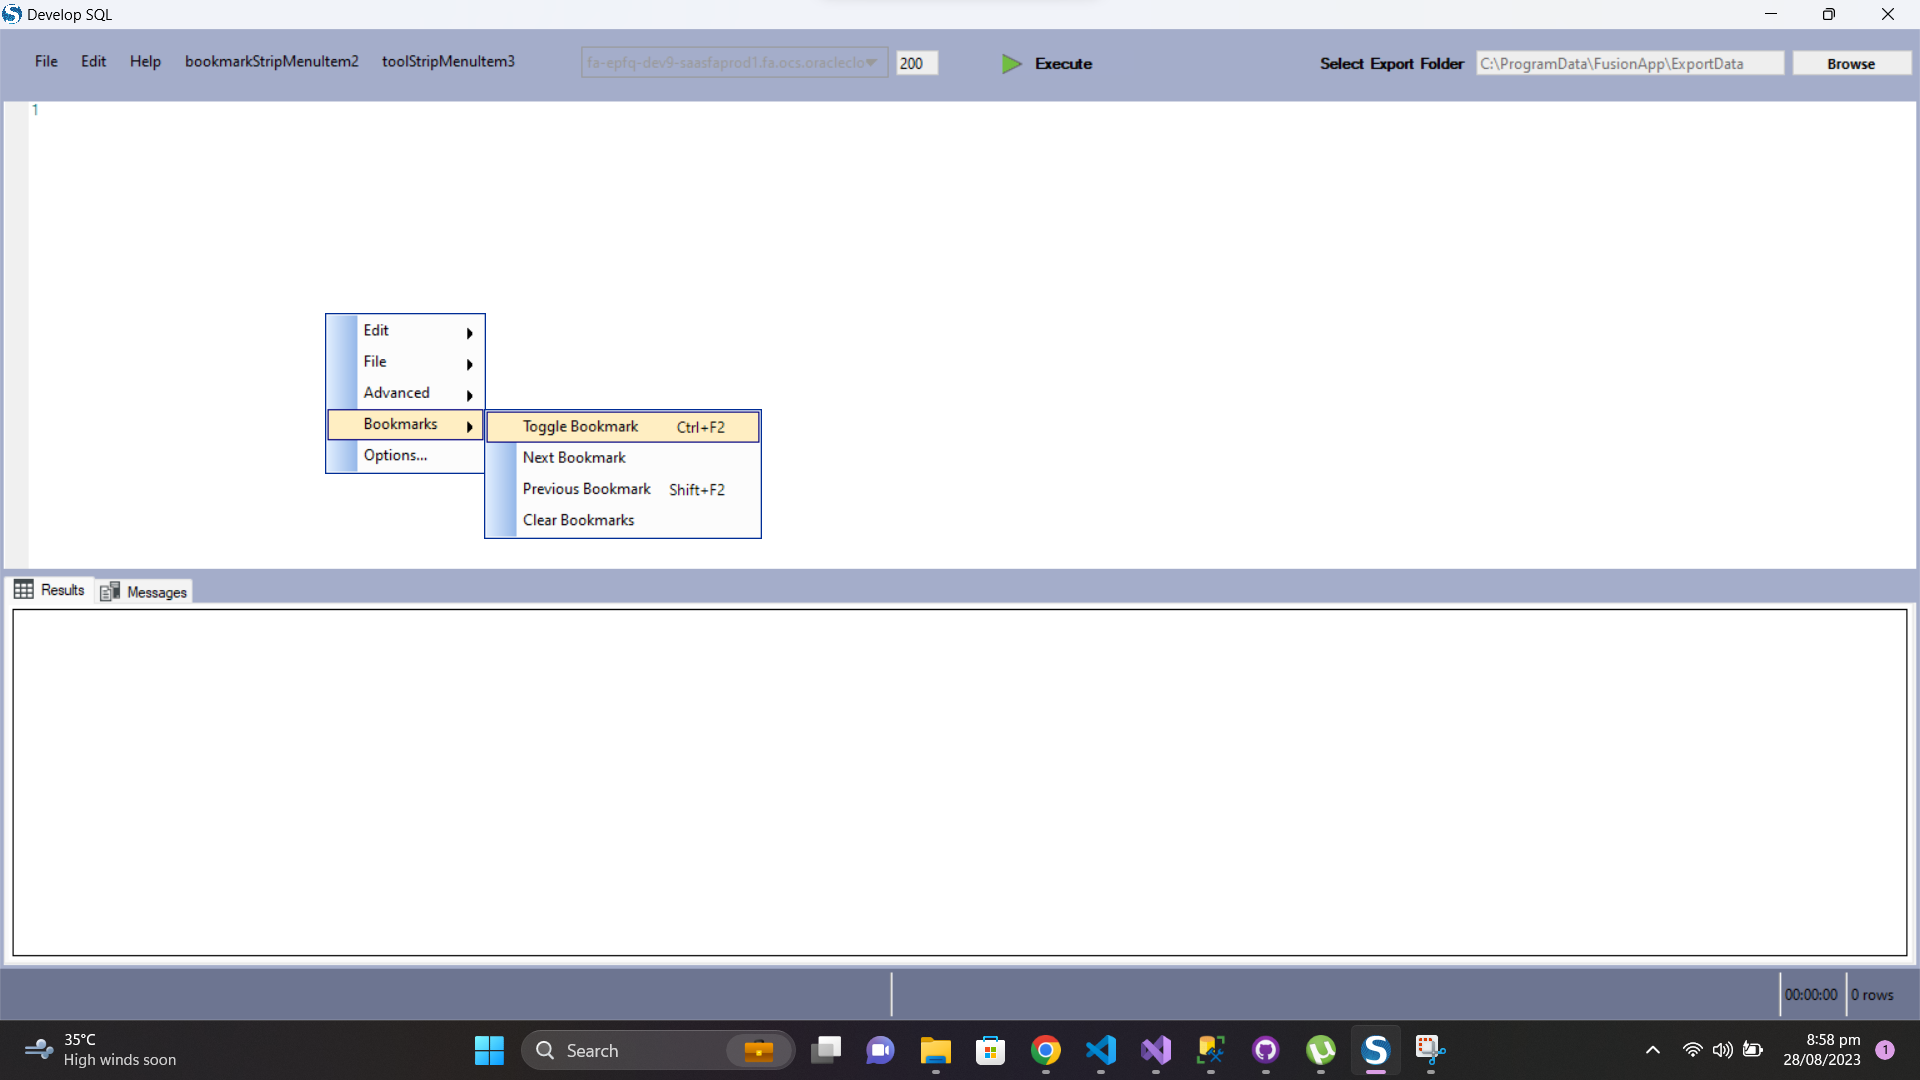 Develop SQL
File Edit Help bookmarkStripMenuItem2 toolStripMenuItem3 fa-epfq-dev9-saasfaprod1.fa.ocs.oracleclo 200 Execute Select Export Folder C:\ProgramData\FusionApp\ExportData Browse
1
Edit
File
Advanced
Bookmarks
Options...
Toggle Bookmark Ctrl+F2
Next Bookmark
Previous Bookmark Shift+F2
Clear Bookmarks
Results Messages
00:00:00 0 rows
35°C
High winds soon
Search
8:58 pm
28/08/2023
1